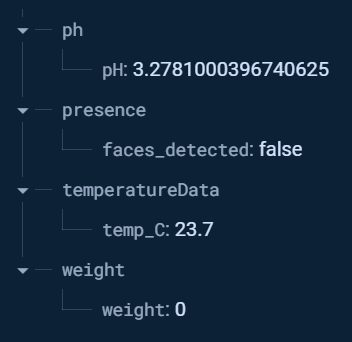 ph
pH: 3.2781000396740625
presence
faces_detected: false
temperatureData
temp_C: 23.7
weight
weight: 0